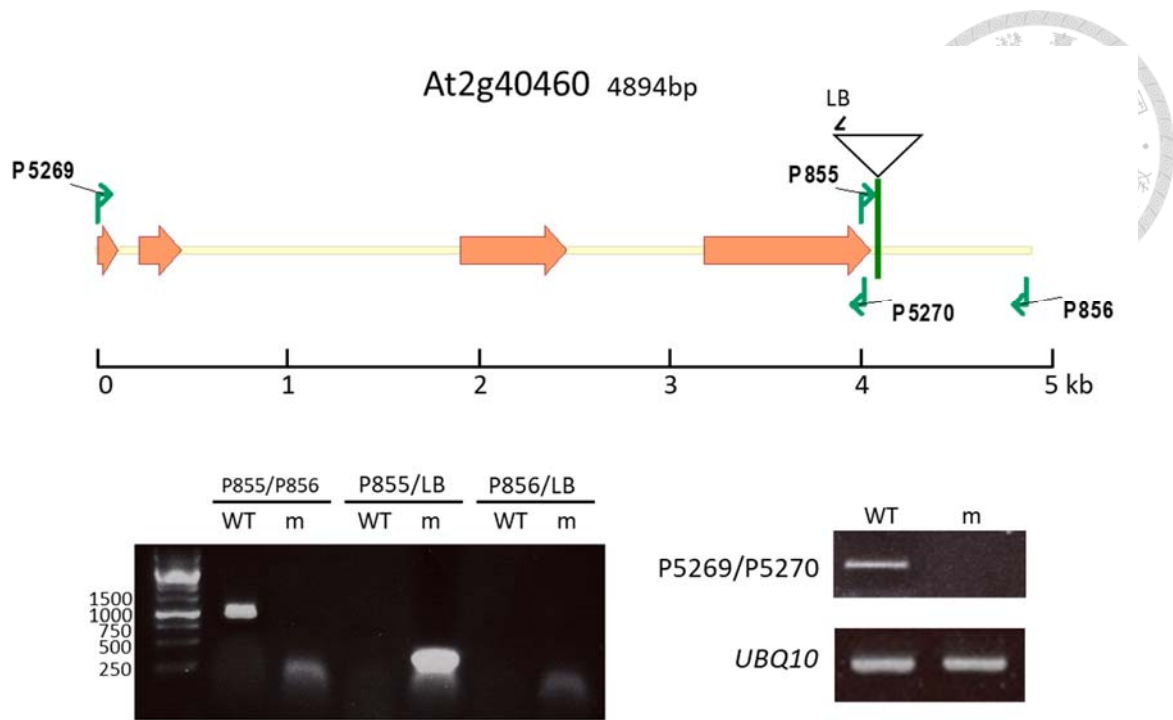 At2g40460 4894bp
LB
P5269
P855
P5270
P856
0 1 2 3 4 5 kb
P855/P856 P855/LB P856/LB
WT m WT m WT m
1500
1000
750
500
250
WT m
P5269/P5270
UBQ10